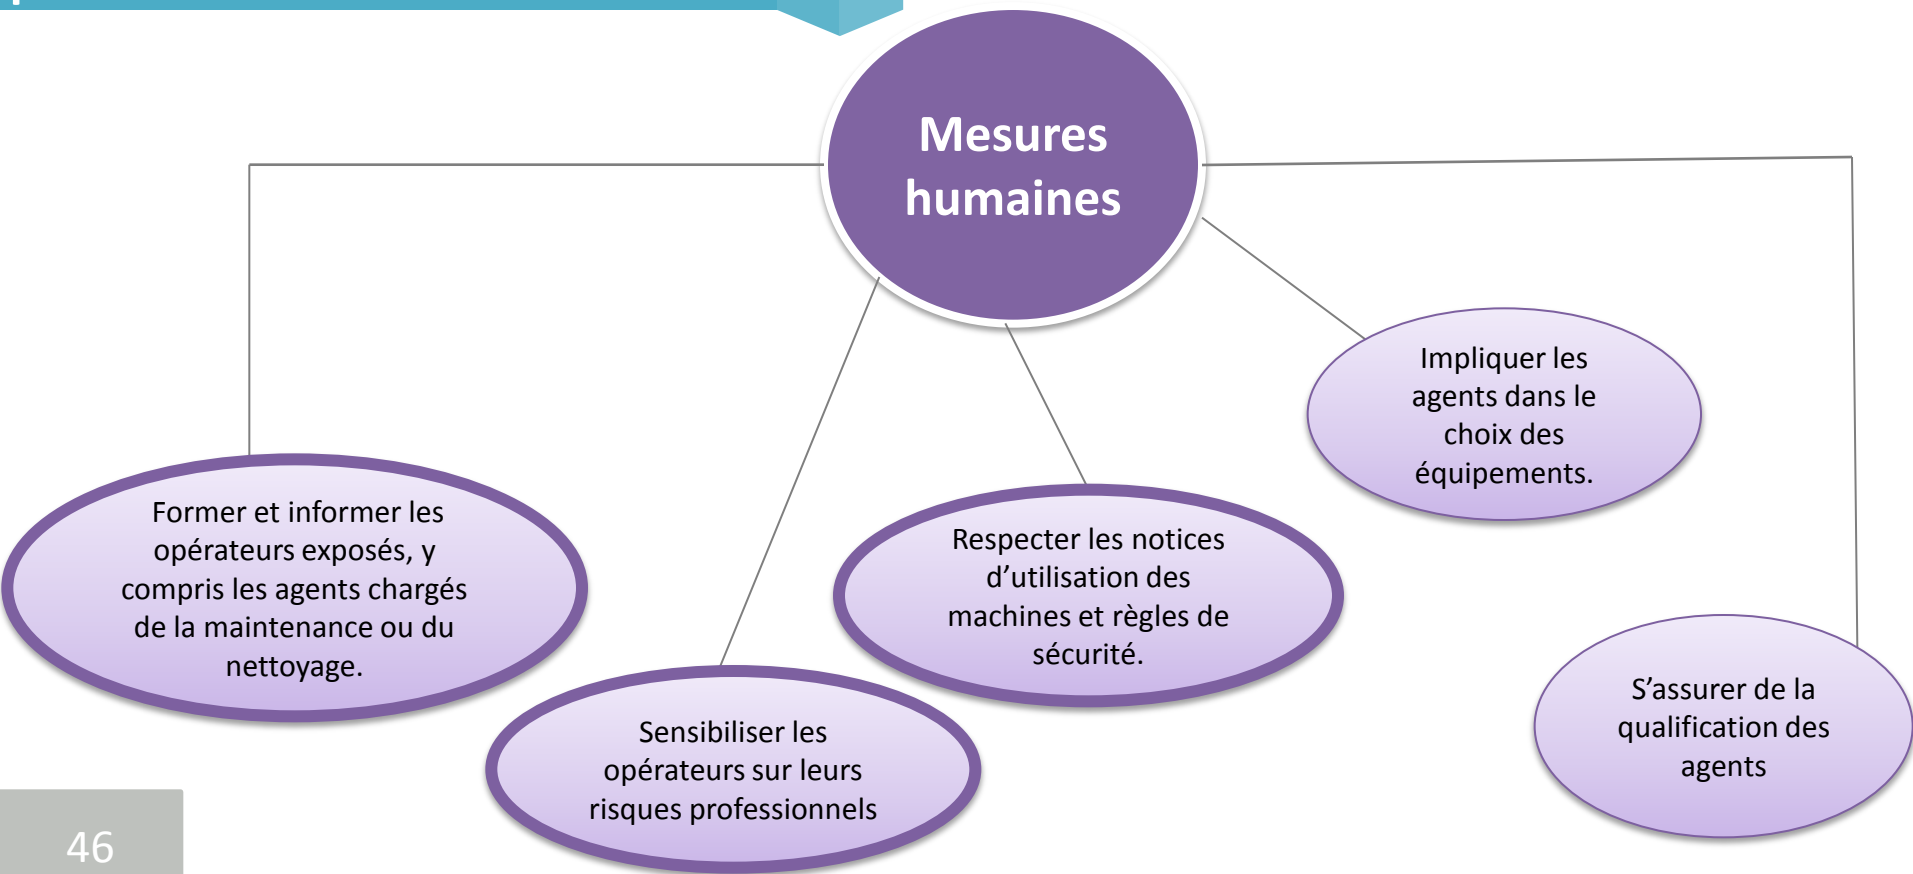 Mesures
humaines
Impliquer les
agents dans le
choix des
équipements.
Former et informer les
opérateurs exposés, y
compris les agents chargés
de la maintenance ou du
nettoyage.
Respecter les notices
d’utilisation des
machines et règles de
sécurité.
Sensibiliser les
opérateurs sur leurs
risques professionnels
S’assurer de la
qualification des
agents
46